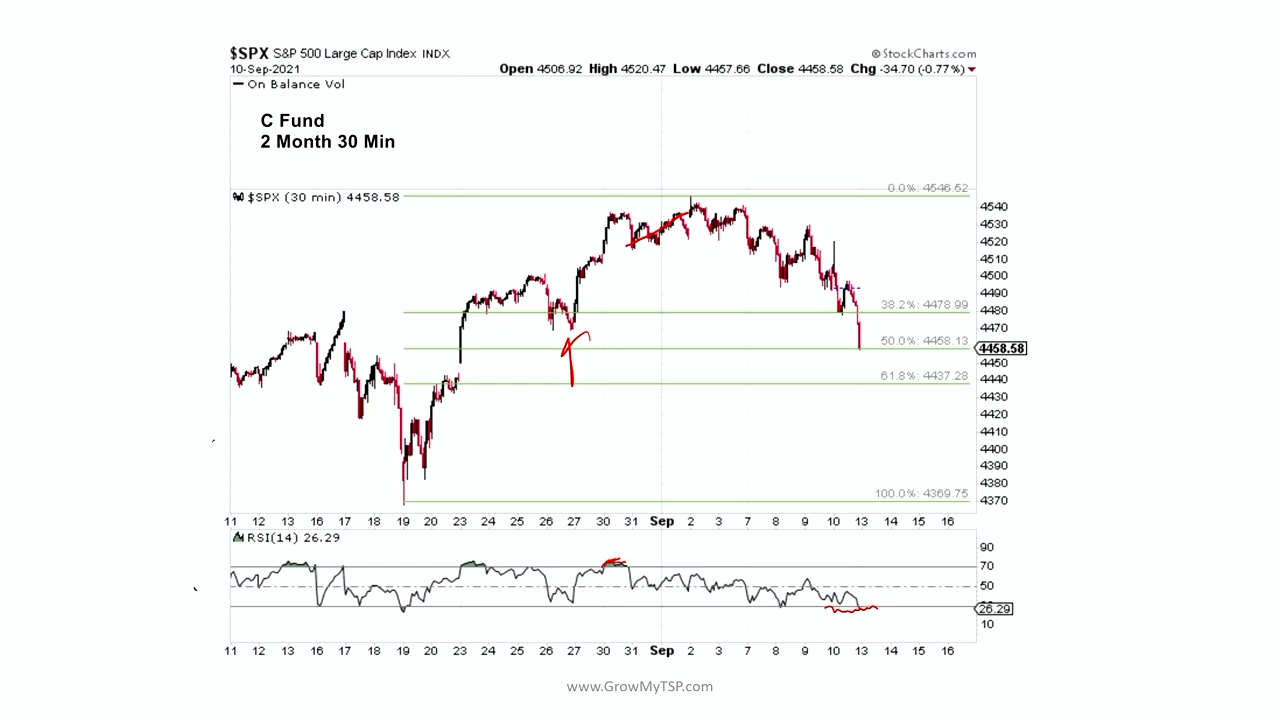 $SPX S&P 500 Large Cap Index INDX
© StockCharts.com
10-Sep-2021
Open 4506.92 High 4520.47 Low 4457.66 Close 4458.58 Chg -34.70 (-0.77%)
On Balance Vol
C Fund
2 Month 30 Min
$SPX (30 min) 4458.58
0.0%: 4546.52
38.2%: 4478.99
50.0%: 4458.13
61.8%: 4437.28
100.0%: 4369.75
4540
4530
4520
4510
4500
4490
4480
4470
4458.58
4450
4440
4430
4420
4410
4400
4390
4380
4370
11 12 13 16 17 18 19 20 23 24 25 26 27 30 31 Sep 2 3 7 8 9 10 13 14 15 16
RSI(14) 26.29
90
70
50
26.29
10
11 12 13 16 17 18 19 20 23 24 25 26 27 30 31 Sep 2 3 7 8 9 10 13 14 15 16
www.GrowMyTSP.com